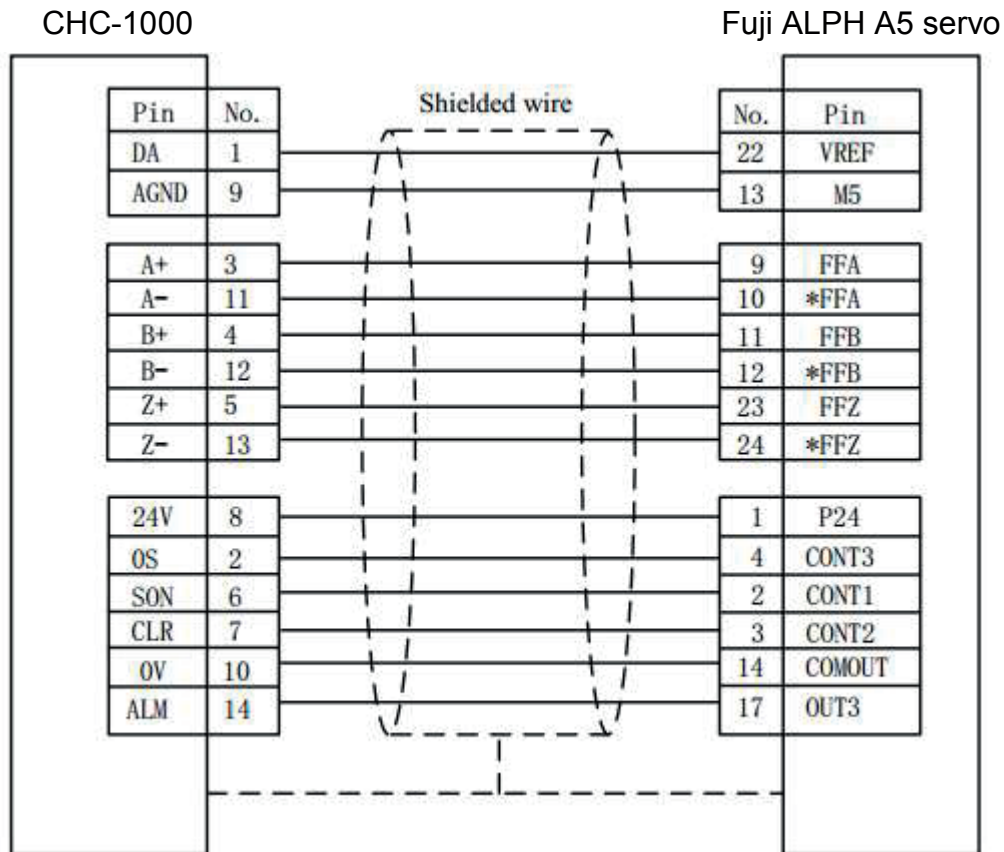 CHC-1000 Fuji ALPH A5 servo
Shielded wire
Pin No. No. Pin
DA 1 22 VREF
AGND 9 13 M5
A+ 3 9 FFA
A- 11 10 *FFA
B+ 4 11 FFB
B- 12 12 *FFB
Z+ 5 23 FFZ
Z- 13 24 *FFZ
24V 8 1 P24
OS 2 4 CONT3
SON 6 2 CONT1
CLR 7 3 CONT2
0V 10 14 COMOUT
ALM 14 17 OUT3